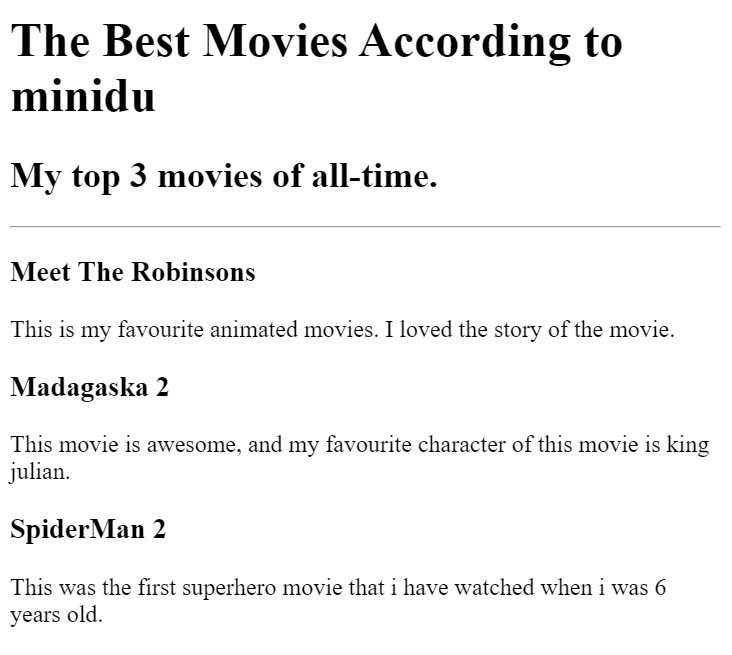 The Best Movies According to
minidu
My top 3 movies of all-time.
Meet The Robinsons
This is my favourite animated movies. I loved the story of the movie.
Madagaska 2
This movie is awesome, and my favourite character of this movie is king
julian.
SpiderMan 2
This was the first superhero movie that i have watched when i was 6
years old.